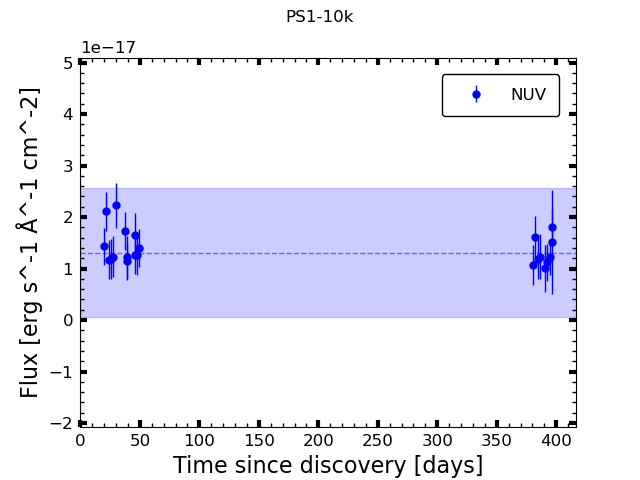 PS1-10k
1e−17
5
4
3
2
1
0
−1
−2
NUV
0 50 100 150 200 250 300 350 400
Flux [erg s^-1 Å^-1 cm^-2]
Time since discovery [days]